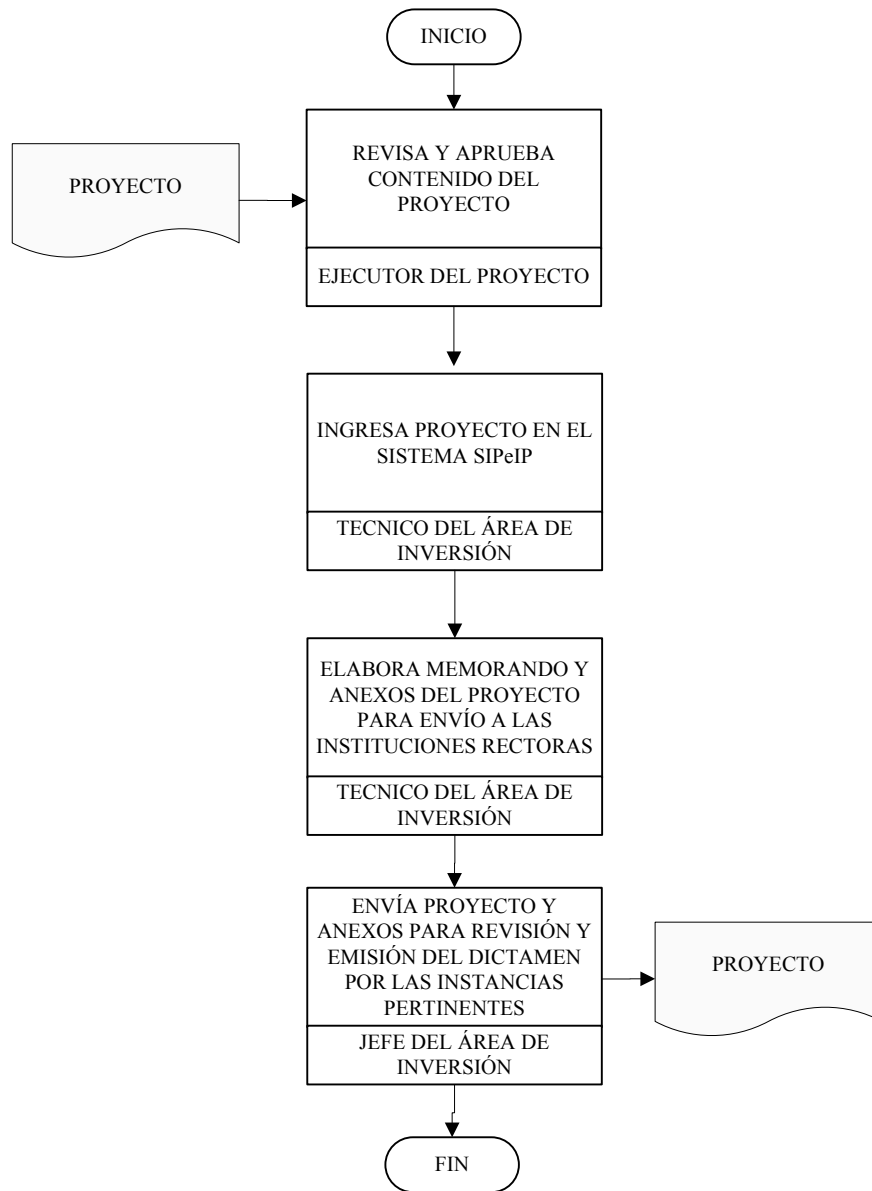 INICIO
REVISA Y APRUEBA
CONTENIDO DEL
PROYECTO
PROYECTO
EJECUTOR DEL PROYECTO
INGRESA PROYECTO EN EL
SISTEMA SIPeIP
TECNICO DEL ÁREA DE
INVERSIÓN
ELABORA MEMORANDO Y
ANEXOS DEL PROYECTO
PARA ENVÍO A LAS
INSTITUCIONES RECTORAS
TECNICO DEL ÁREA DE
INVERSIÓN
ENVÍA PROYECTO Y
ANEXOS PARA REVISIÓN Y
EMISIÓN DEL DICTAMEN
POR LAS INSTANCIAS
PERTINENTES
PROYECTO
JEFE DEL ÁREA DE
INVERSIÓN
FIN